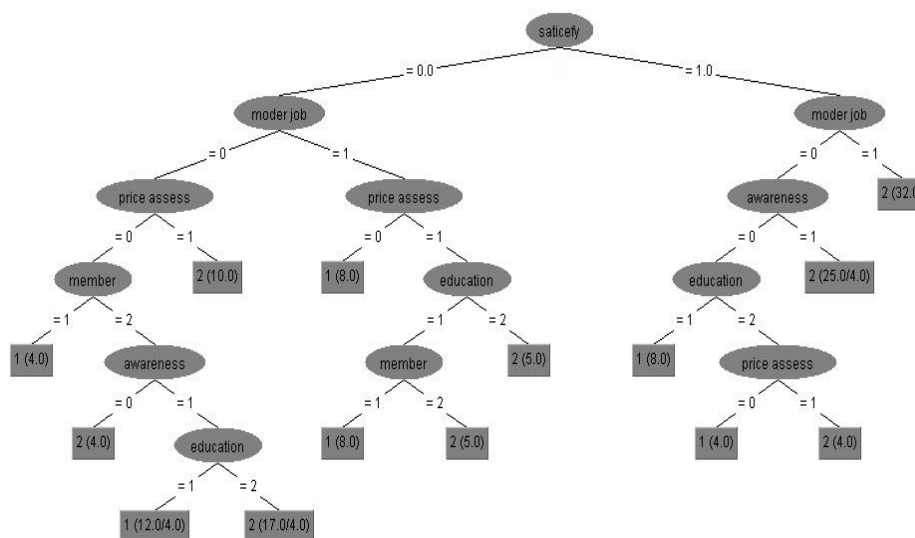 saticefy
= 0.0 = 1.0
moder job moder job
= 0 = 1 = 0 = 1
price assess price assess awareness 2 (32.0
= 0 = 1 = 0 = 1 = 0 = 1
member 2 (10.0) 1 (8.0) education education 2 (25.0/4.0)
= 1 = 2 = 1 = 2 = 1 = 2
1 (4.0) awareness member 2 (5.0) 1 (8.0) price assess
= 0 = 1 = 1 = 2 = 0 = 1
2 (4.0) education 1 (8.0) 2 (5.0) 1 (4.0) 2 (4.0)
= 1 = 2
1 (12.0/4.0) 2 (17.0/4.0)